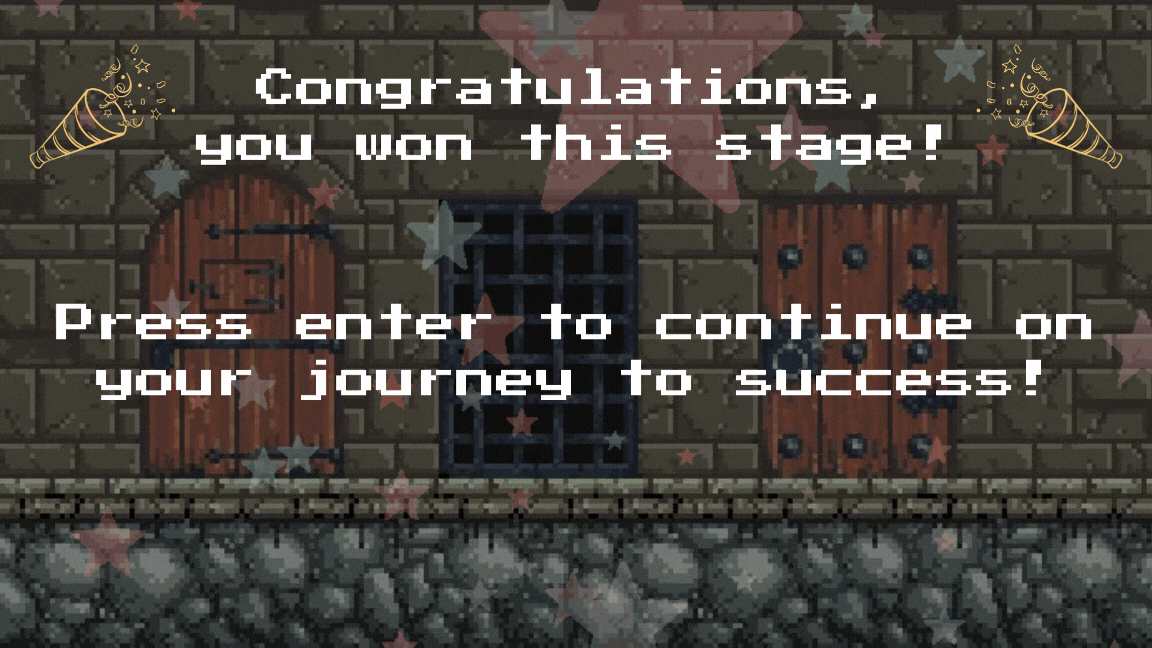 Congratulations,
you won this stage!
Press enter to continue on
your journey to success!